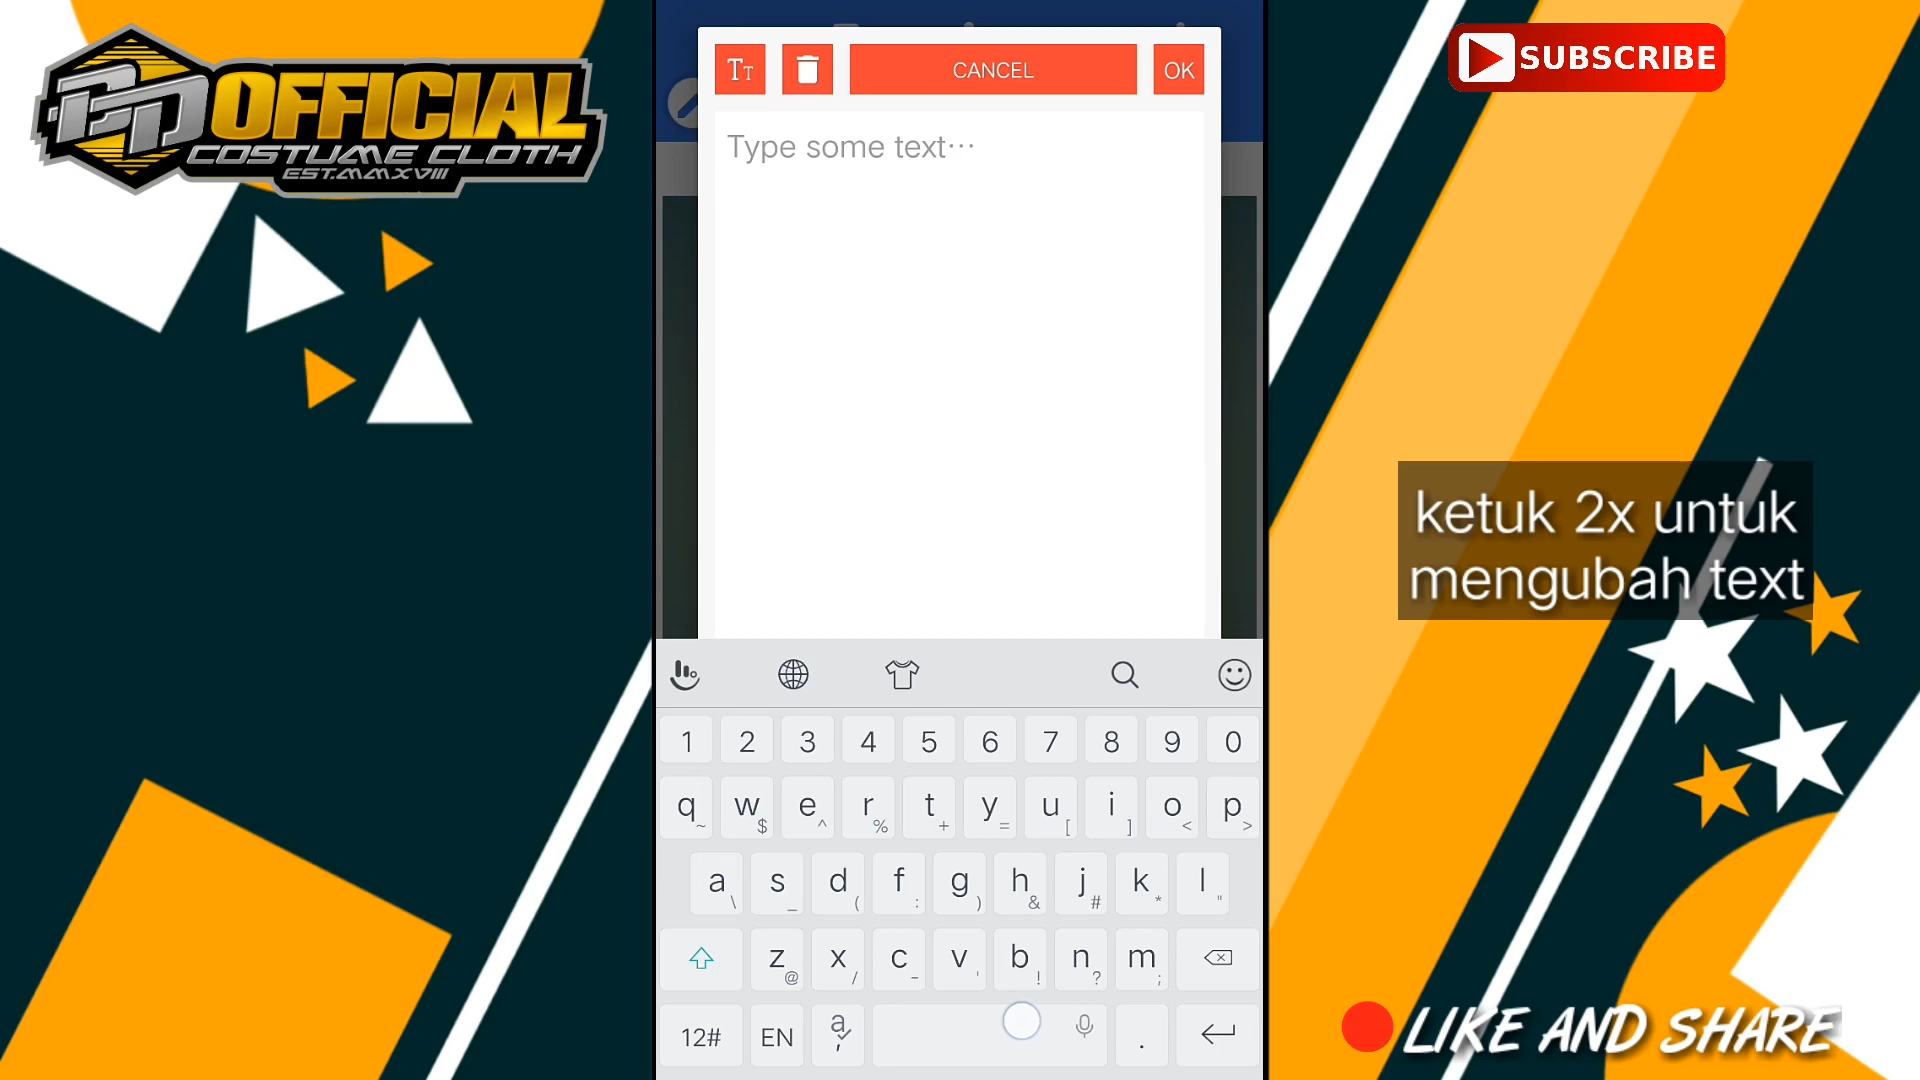 OFFICIAL
COSTUME CLOTH
EST.MMXVIII
TT
CANCEL
OK
SUBSCRIBE
Type some text…
ketuk 2x untuk
mengubah text
1 2 3 4 5 6 7 8 9 0
q ~ w $ e ^ r % t + y = u [ i ] o < p >
a \ s _ d ( f : g ) h & j # k * l "
z @ x / c - v ' b ! n ? m ;
12# EN a , .
LIKE AND SHARE